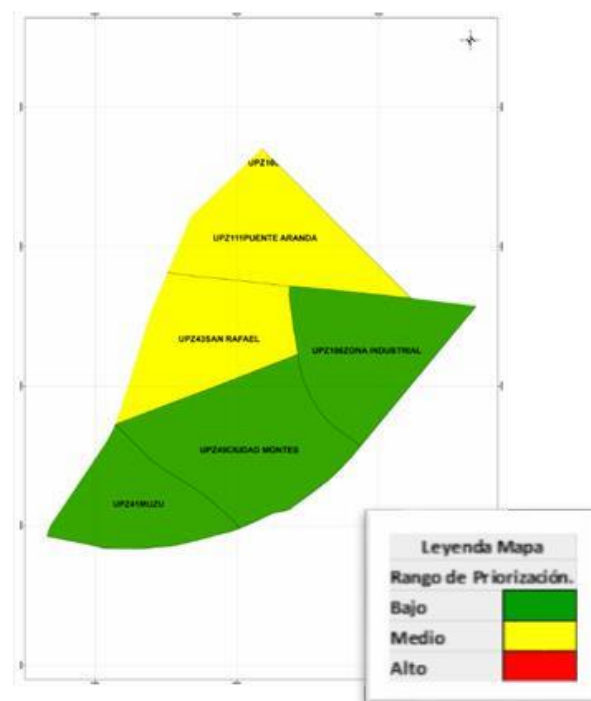 UPZ111PUENTE ARANDA
UPZ43SAN RAFAEL
UPZ108ZONA INDUSTRIAL
UPZ40CIUDAD MONTES
UPZ41MUZU
Leyenda Mapa
Rango de Priorización.
Bajo
Medio
Alto